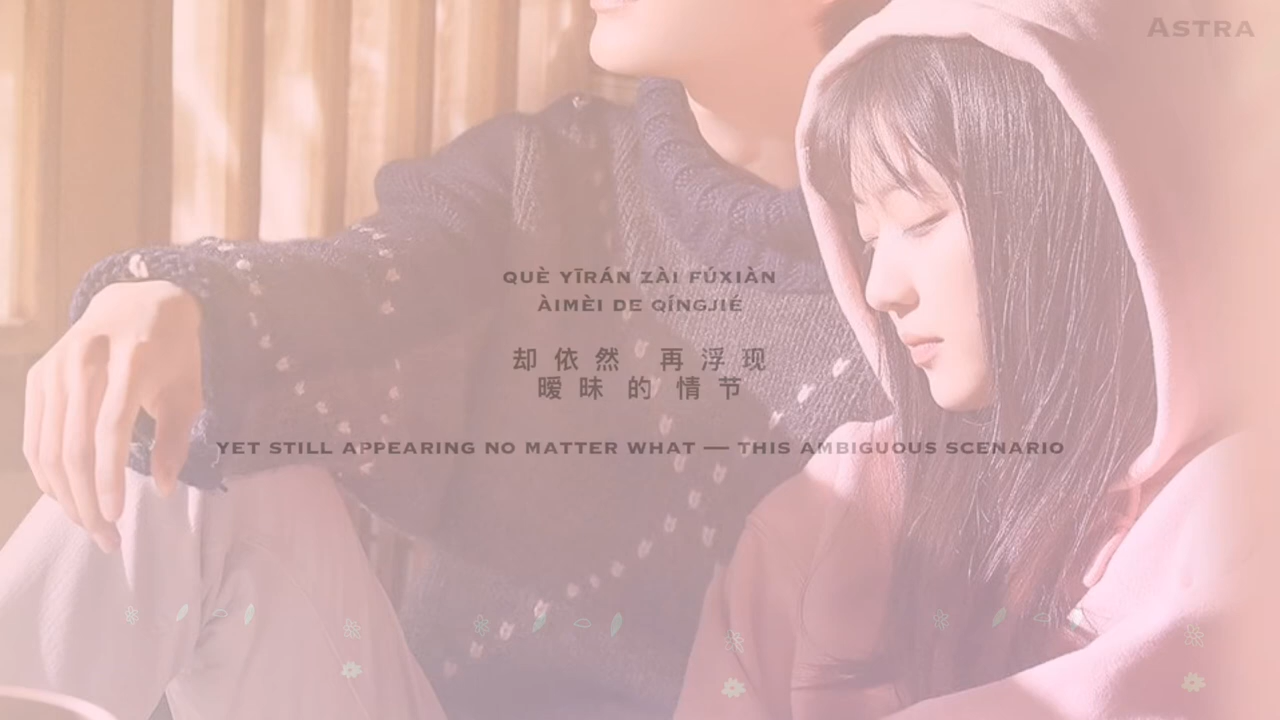 Astra
QUÈ YĪRÁN ZÀI FÚXIÀN
ÀIMÈI DE QÍNGJIÉ
却 依 然 再 浮 现
暧 昧 的 情 节
YET STILL APPEARING NO MATTER WHAT — THIS AMBIGUOUS SCENARIO